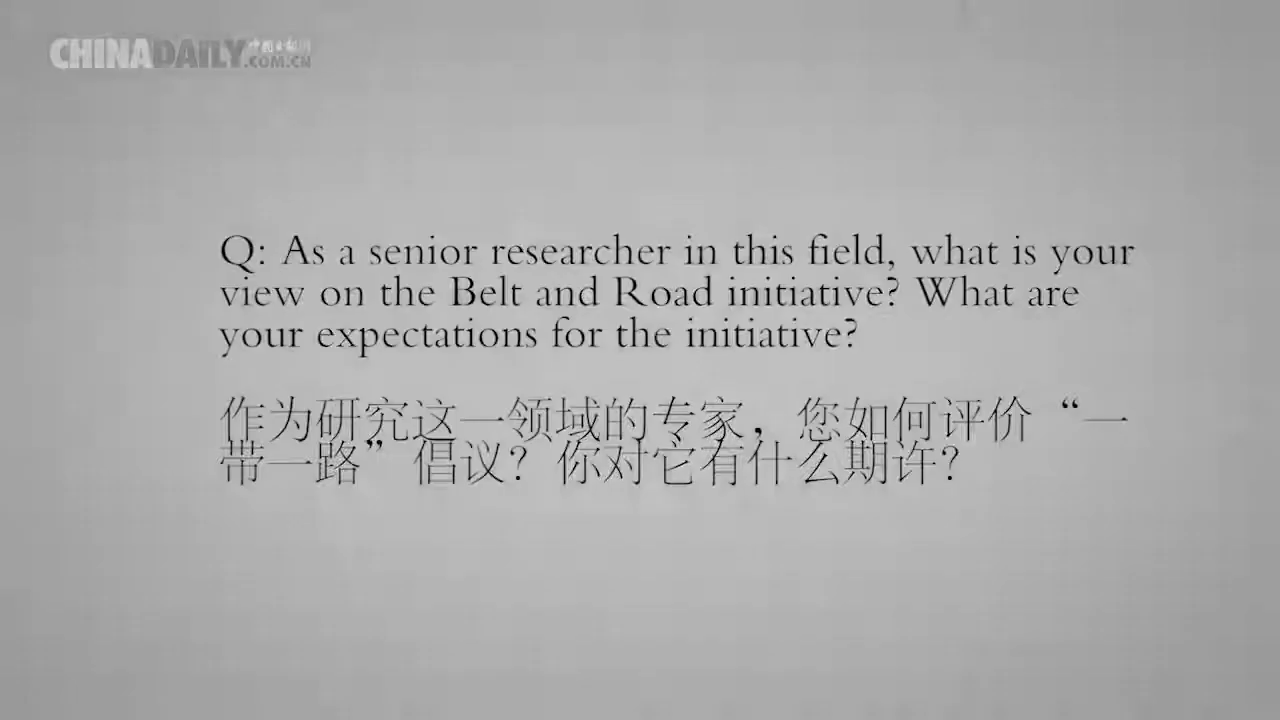 CHINADAILY
中国日报网
.COM.CN
Q: As a senior researcher in this field, what is your
view on the Belt and Road initiative? What are
your expectations for the initiative?
作为研究这一领域的专家，您如何评价“一
带一路”倡议？你对它有什么期许？